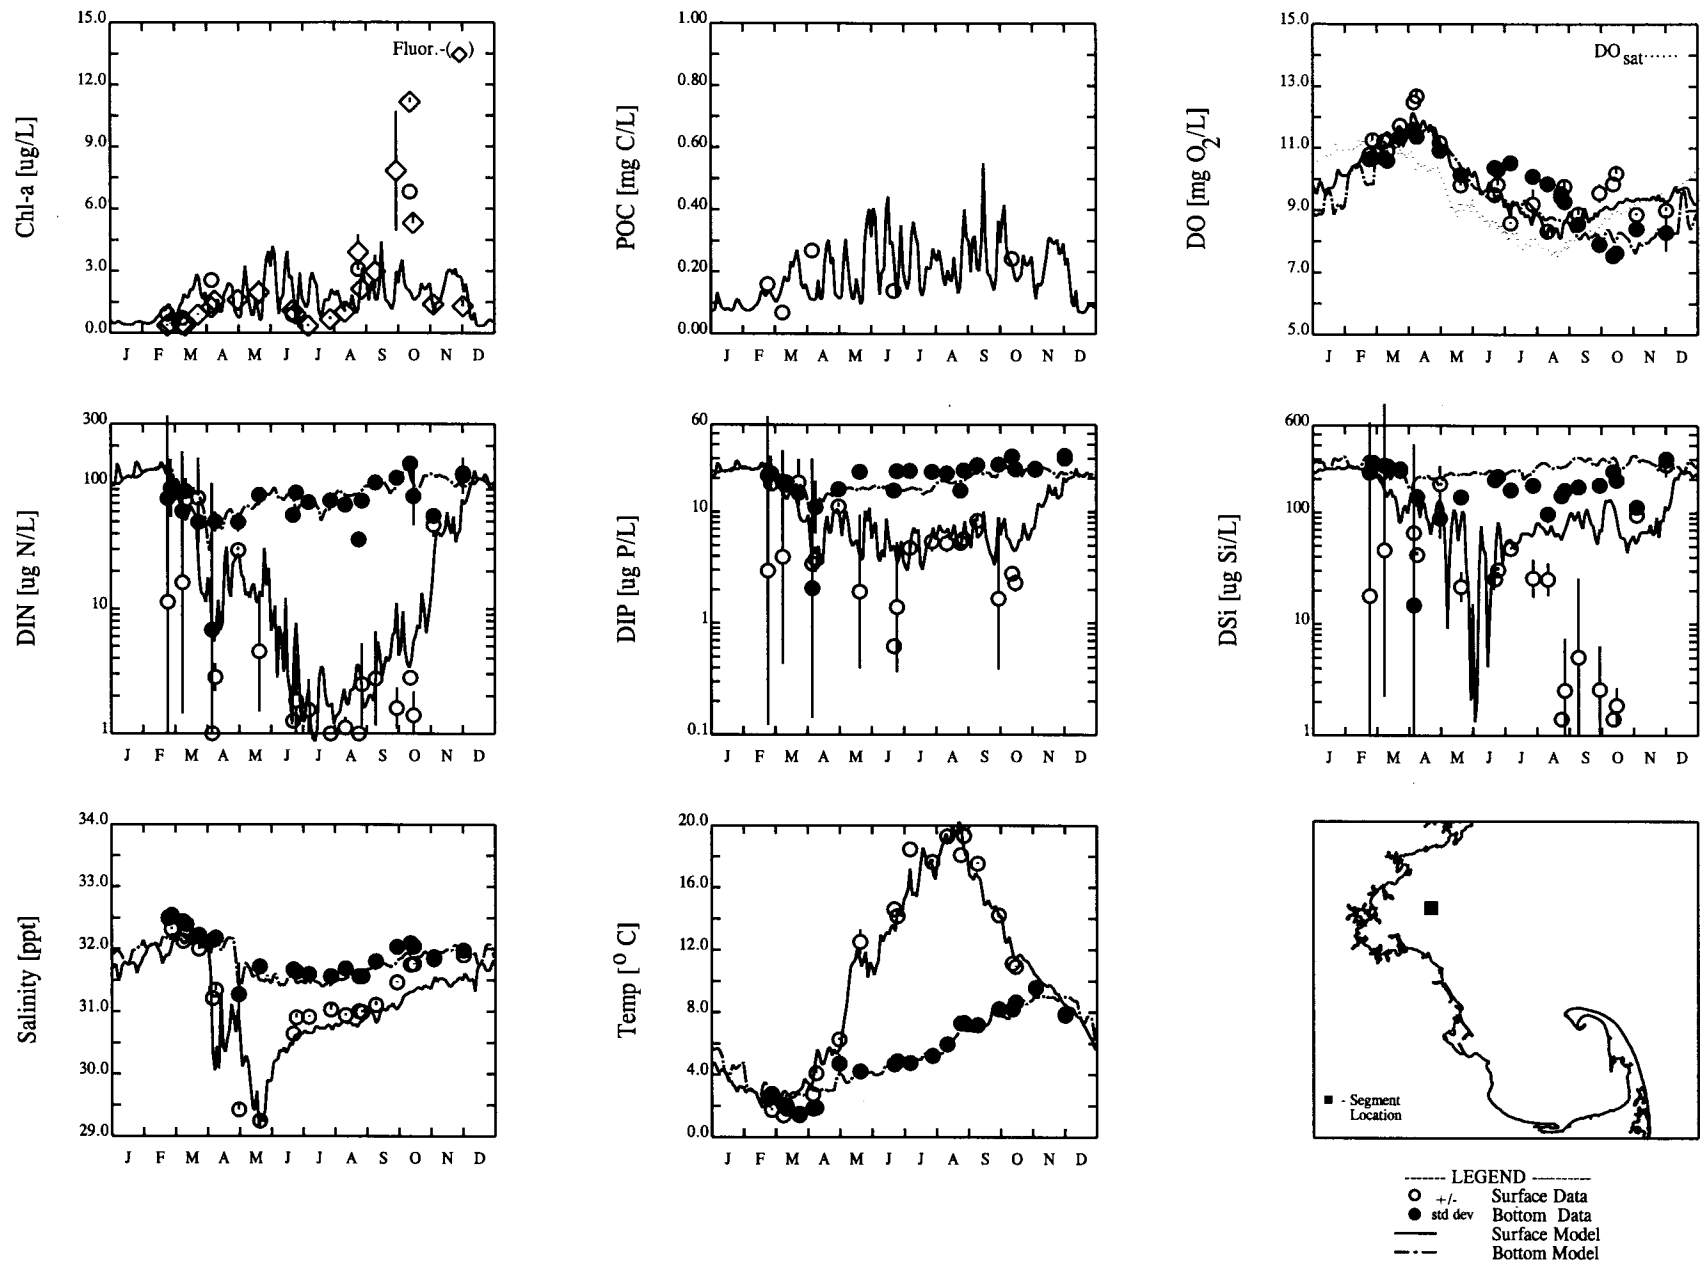 Chl-a [ug/L]
15.0
12.0
9.0
6.0
3.0
0.0
Fluor.-(◇)
J F M A M J J A S O N D
POC [mg C/L]
1.00
0.80
0.60
0.40
0.20
0.00
J F M A M J J A S O N D
DO [mg O2/L]
15.0
13.0
11.0
9.0
7.0
5.0
DO sat ......
J F M A M J J A S O N D
DIN [ug N/L]
300
100
10
1
J F M A M J J A S O N D
DIP [ug P/L]
60
10
1
0.1
J F M A M J J A S O N D
DSi [ug Si/L]
600
100
10
1
J F M A M J J A S O N D
Salinity [ppt]
34.0
33.0
32.0
31.0
30.0
29.0
J F M A M J J A S O N D
Temp [° C]
20.0
16.0
12.0
8.0
4.0
0.0
J F M A M J J A S O N D
■ - Segment
Location
------- LEGEND -------
+/- Surface Data
std dev Bottom Data
Surface Model
Bottom Model